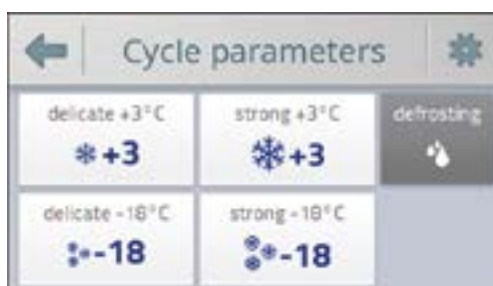 Cycle parameters
delicate +3°C
strong +3°C
defrosting
+3
+3
delicate -18°C
strong -18°C
-18
-18